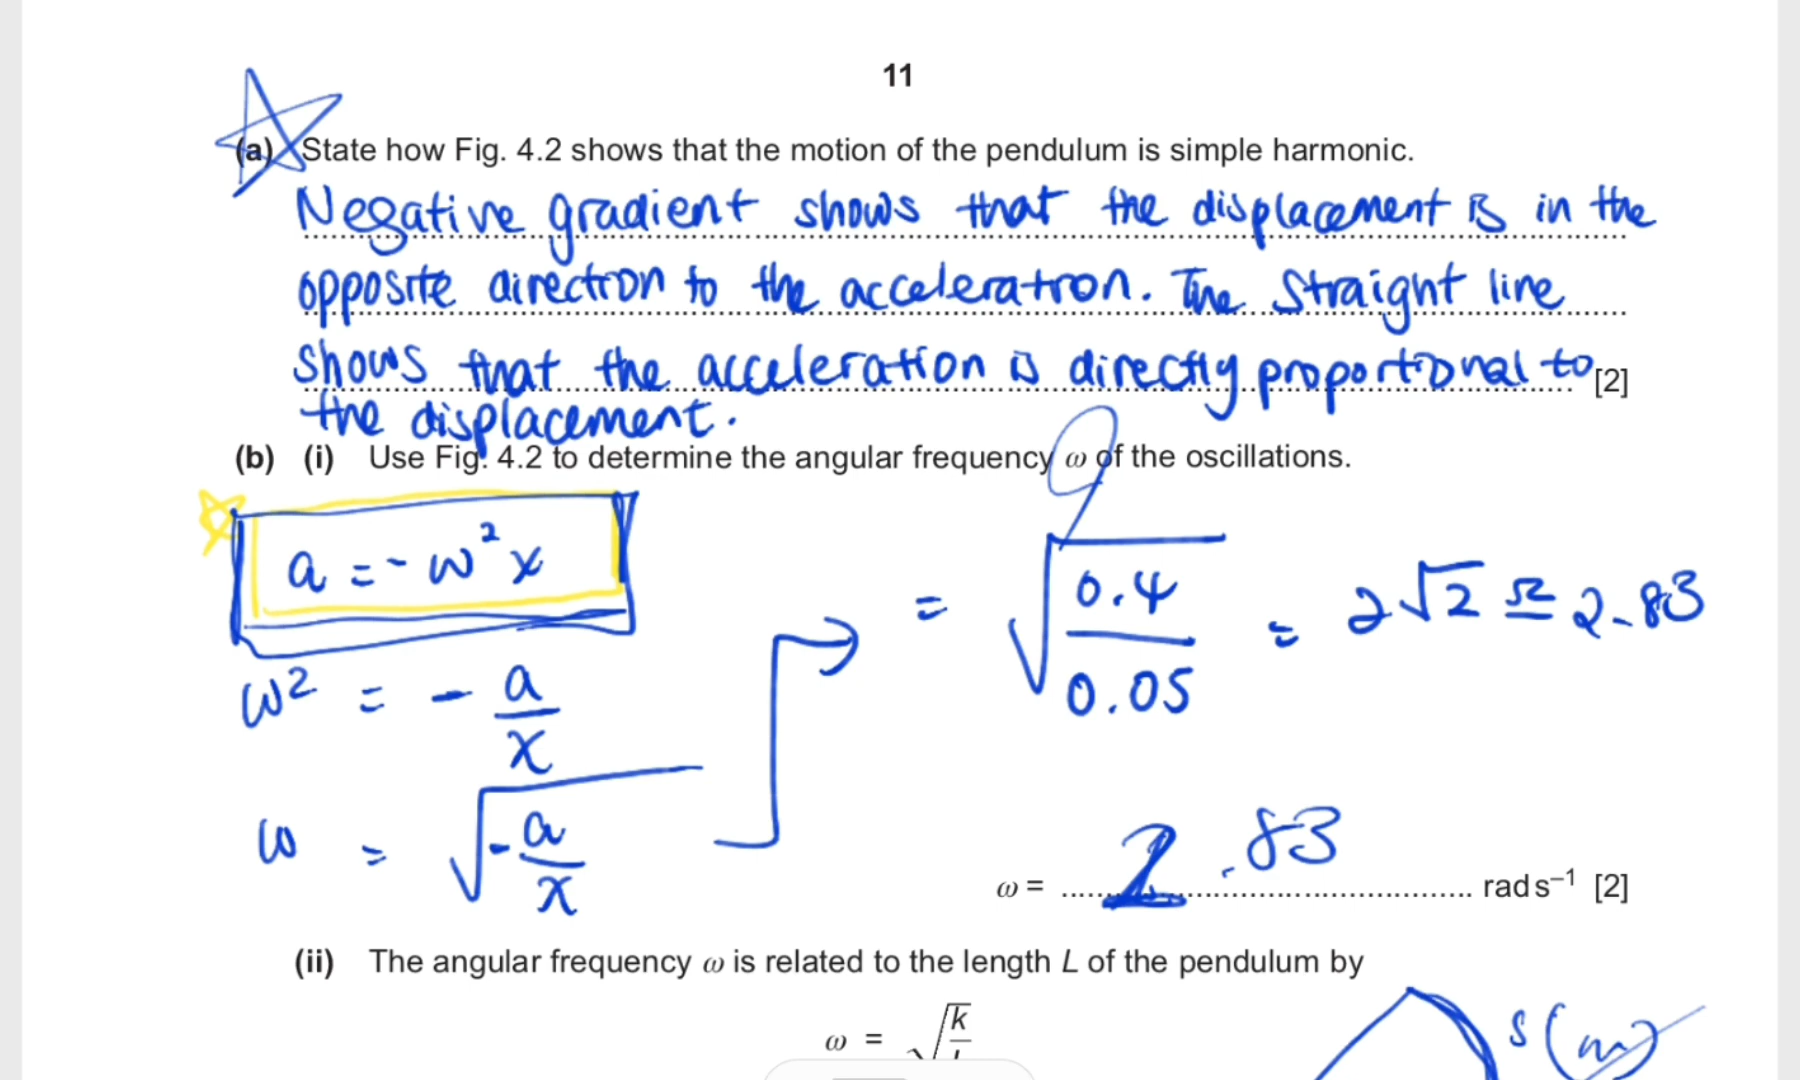 11
(a) State how Fig. 4.2 shows that the motion of the pendulum is simple harmonic.
Negative gradient shows that the displacement is in the
opposite direction to the acceleration. The straight line
shows that the acceleration is directly proportional to [2]
the displacement.
(b) (i) Use Fig. 4.2 to determine the angular frequency ω of the oscillations.
a = - ω² x
ω² = - a/x
ω = √(-a/x)
= √(0.4/0.05) = 2√2 ≈ 2.83
ω = 2.83 rad s⁻¹ [2]
(ii) The angular frequency ω is related to the length L of the pendulum by
ω = √k
s (m)